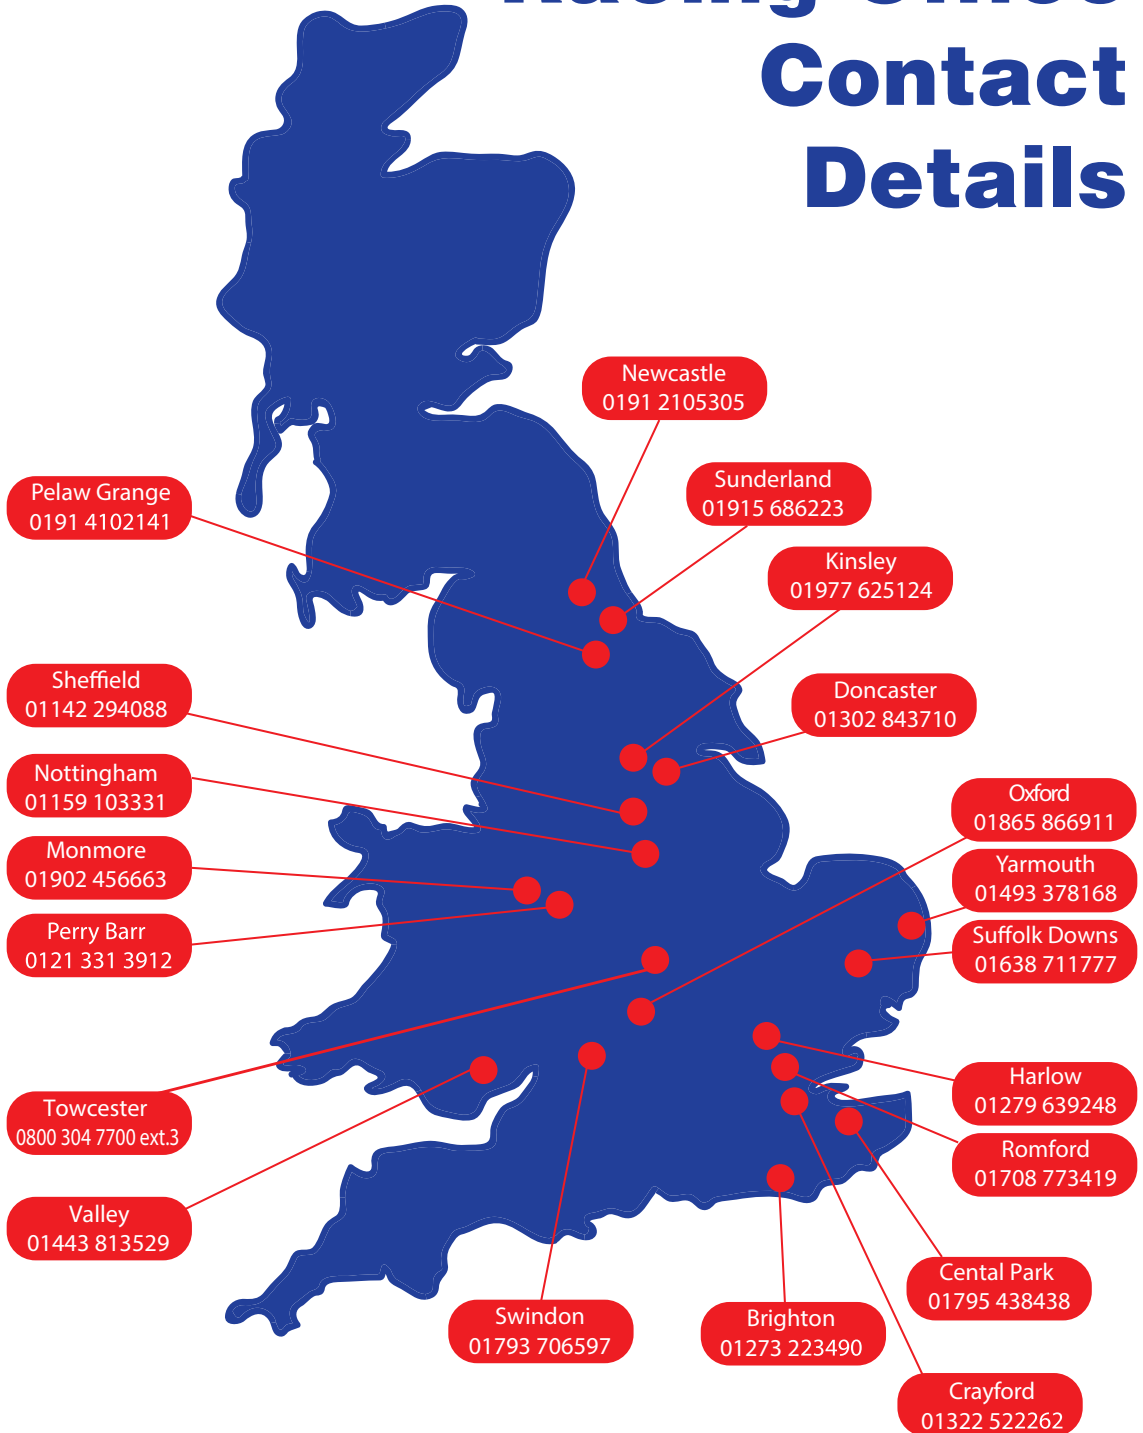 Racing Office
Contact
Details
Newcastle
0191 2105305
Sunderland
01915 686223
Pelaw Grange
0191 4102141
Kinsley
01977 625124
Sheffield
01142 294088
Doncaster
01302 843710
Nottingham
01159 103331
Oxford
01865 866911
Monmore
01902 456663
Yarmouth
01493 378168
Perry Barr
0121 331 3912
Suffolk Downs
01638 711777
Harlow
01279 639248
Towcester
0800 304 7700 ext.3
Romford
01708 773419
Valley
01443 813529
Cental Park
01795 438438
Swindon
01793 706597
Brighton
01273 223490
Crayford
01322 522262